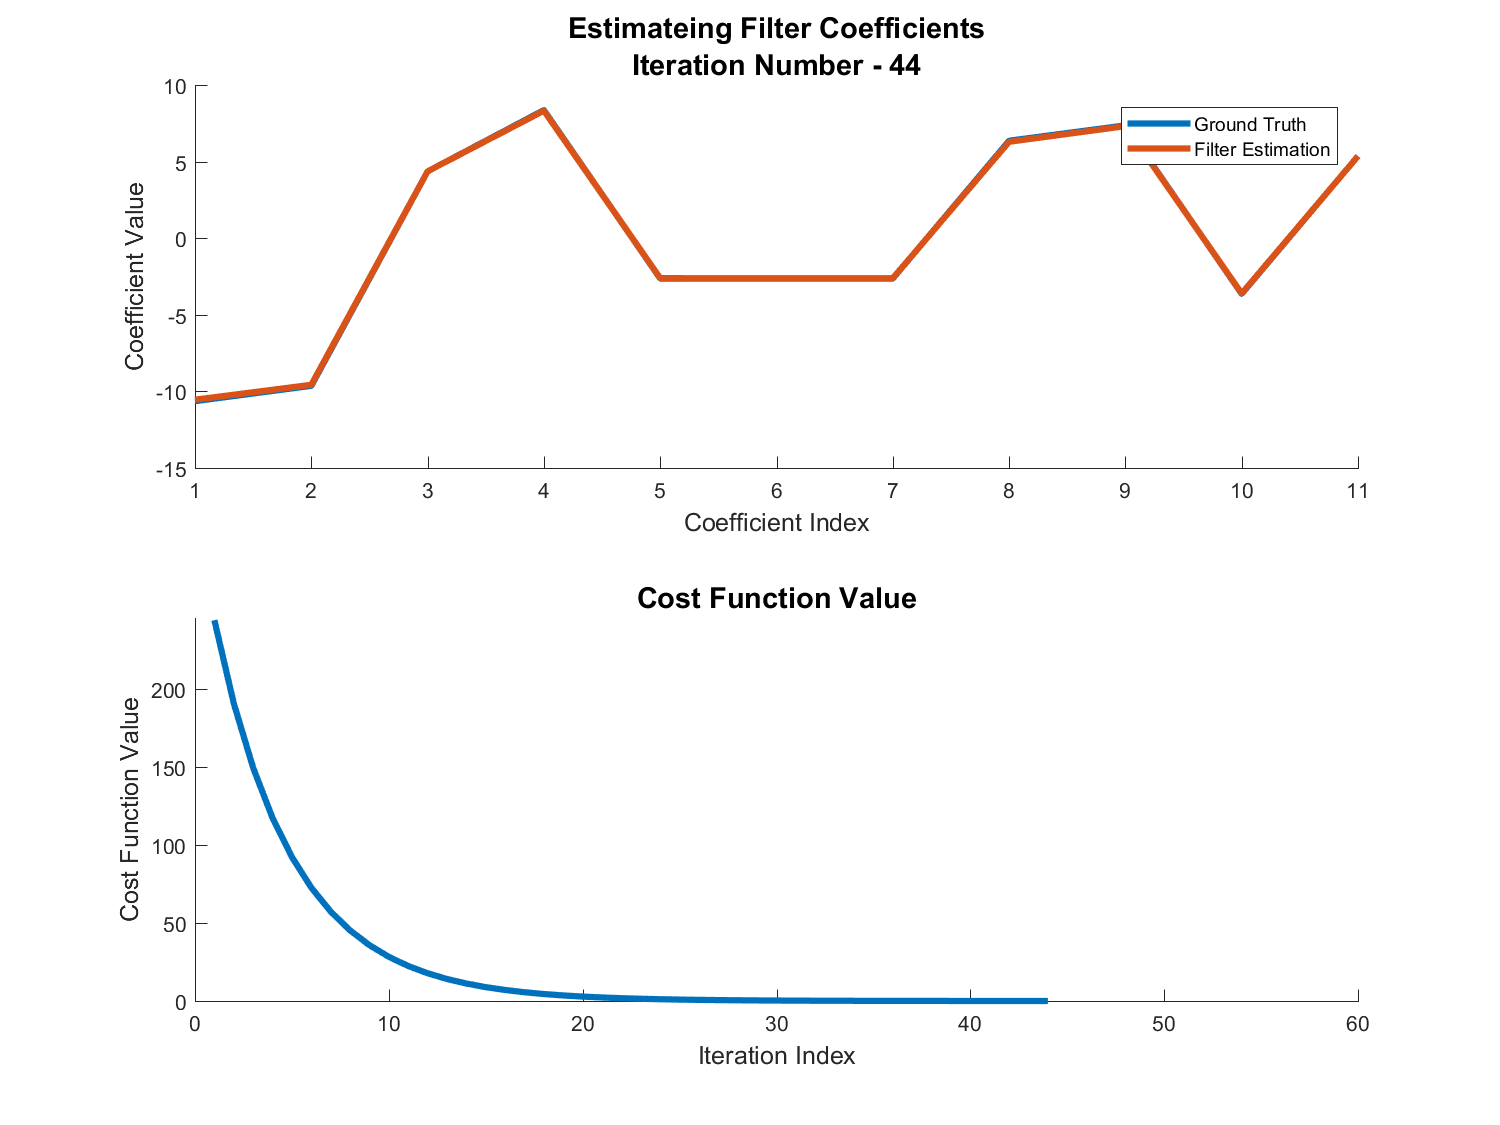 Estimateing Filter Coefficients
Iteration Number - 44
10
5
0
-5
-10
-15
Coefficient Value
Ground Truth
Filter Estimation
1 2 3 4 5 6 7 8 9 10 11
Coefficient Index
Cost Function Value
200
150
100
50
0
Cost Function Value
0 10 20 30 40 50 60
Iteration Index